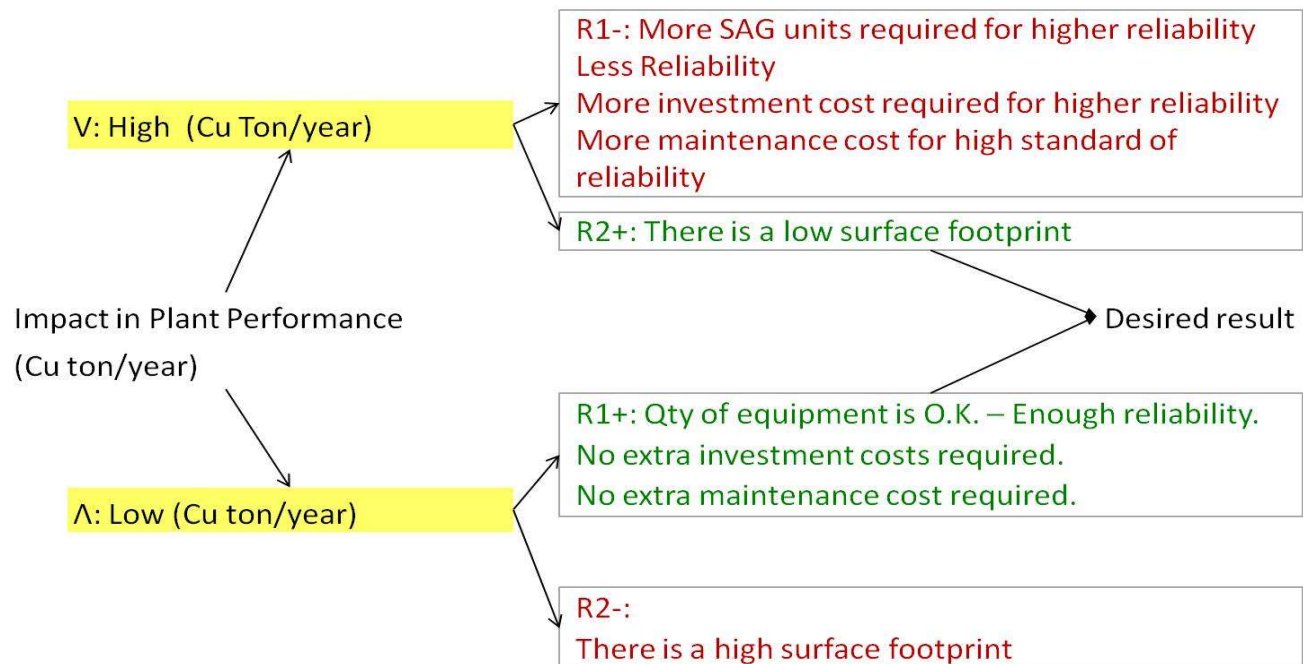 R1-: More SAG units required for higher reliability
Less Reliability
More investment cost required for higher reliability
More maintenance cost for high standard of
reliability
V: High (Cu Ton/year)
R2+: There is a low surface footprint
Impact in Plant Performance
(Cu ton/year)
Desired result
R1+: Qty of equipment is O.K. – Enough reliability.
No extra investment costs required.
No extra maintenance cost required.
Λ: Low (Cu ton/year)
R2-:
There is a high surface footprint